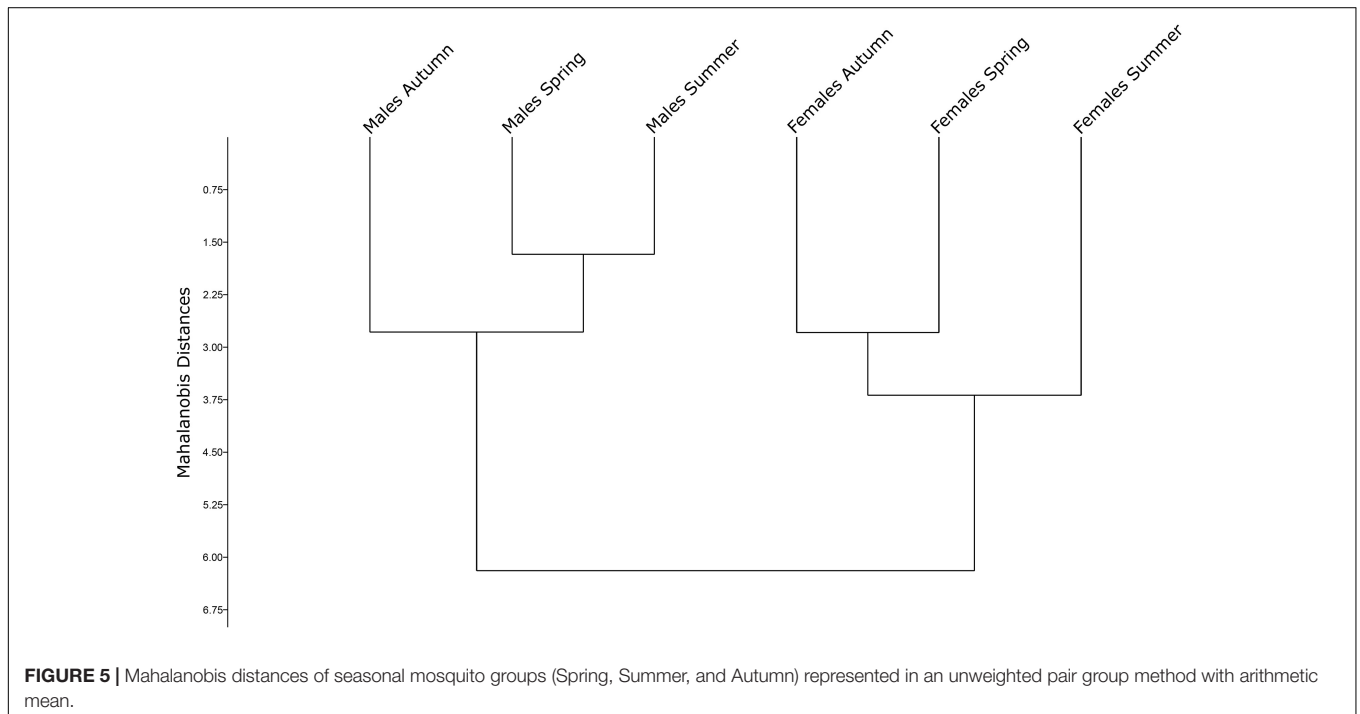 Males Autumn
Males Spring
Males Summer
Females Autumn
Females Spring
Females Summer
Mahalanobis Distances
0.75
1.50
2.25
3.00
3.75
4.50
5.25
6.00
6.75
FIGURE 5 | Mahalanobis distances of seasonal mosquito groups (Spring, Summer, and Autumn) represented in an unweighted pair group method with arithmetic
mean.